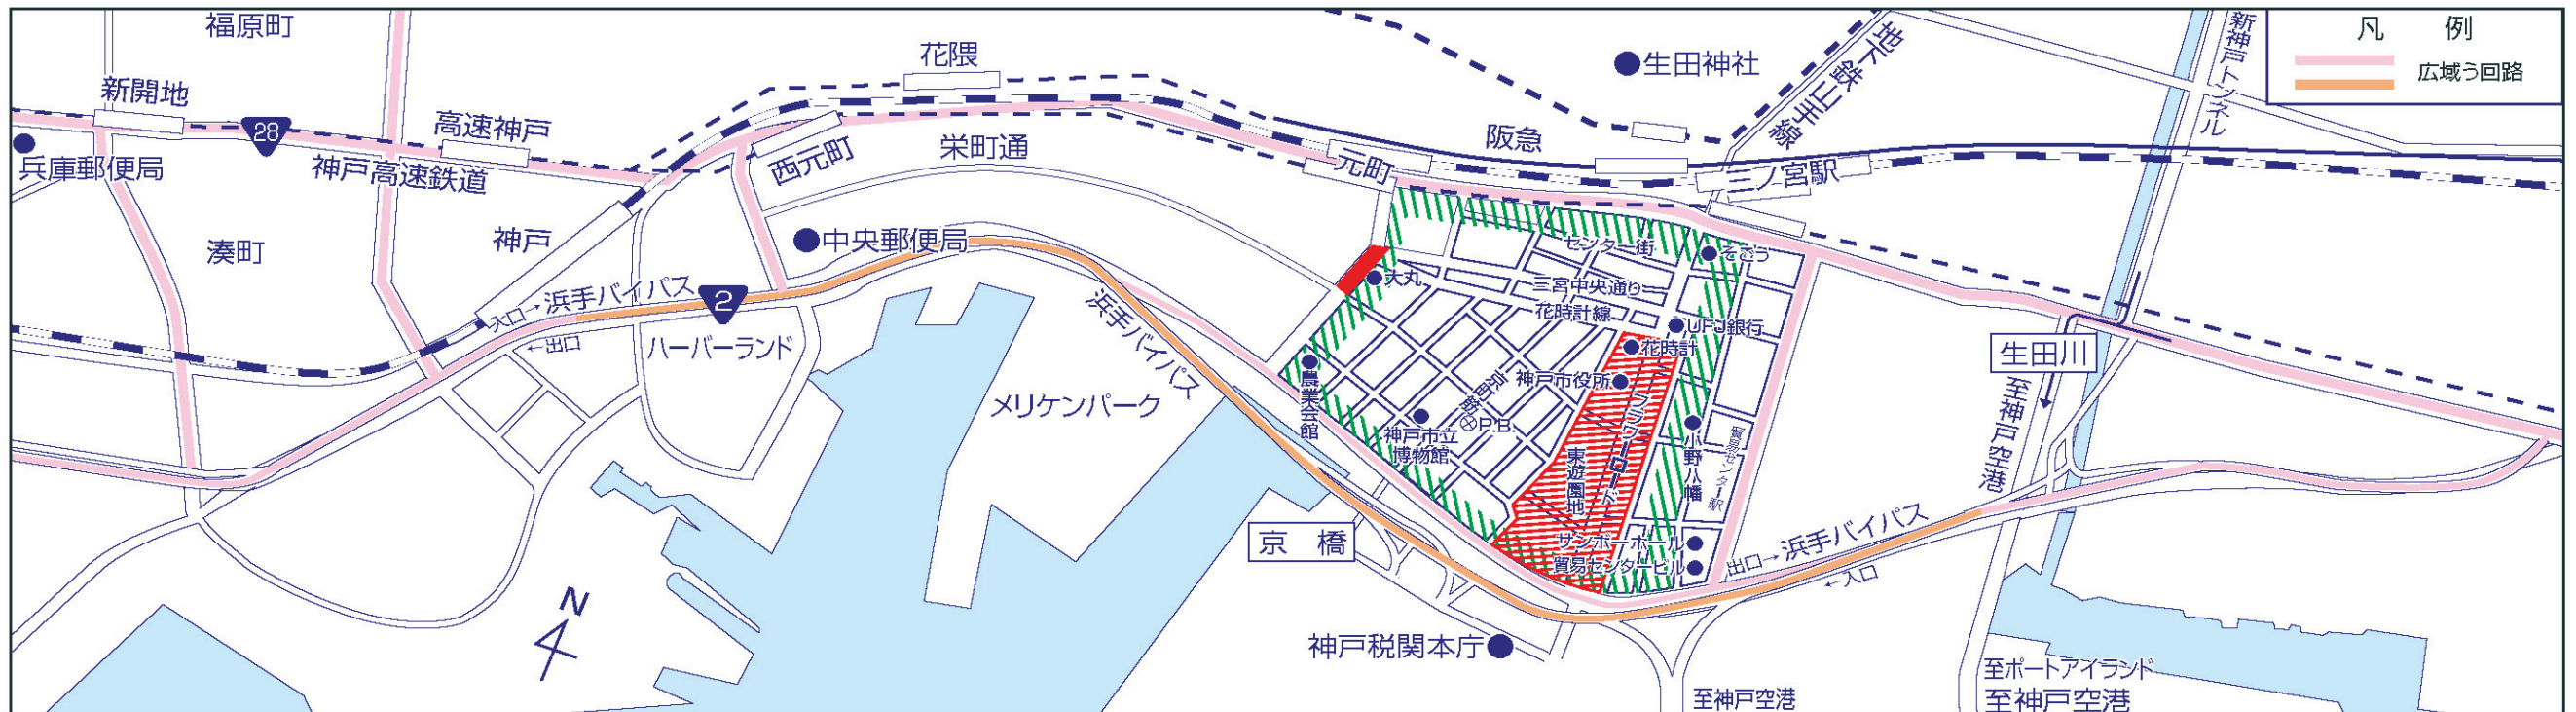 福原町
新開地
28
高速神戸
兵庫郵便局
神戸高速鉄道
湊町
神戸
花隈
西元町
栄町通
中央郵便局
入口→浜手バイパス
2
←出口
ハーバーランド
浜手バイパス
メリケンパーク
N
生田神社
地下鉄山手線
新神戸トンネル
凡 例
広域う回路
阪急
元町
三ノ宮駅
センター街
そごう
大丸
三宮中央通り
花時計線
UFJ銀行
花時計
神戸市役所
フラワーロード
京町筋
P.B.
農業会館
神戸市立
博物館
東遊園地
小野八幡
貿易センター駅
サンボーホール
貿易センタービル
京 橋
神戸税関本庁
出口→浜手バイパス
←入口
生田川
至神戸空港
至神戸空港
至ポートアイランド
至神戸空港